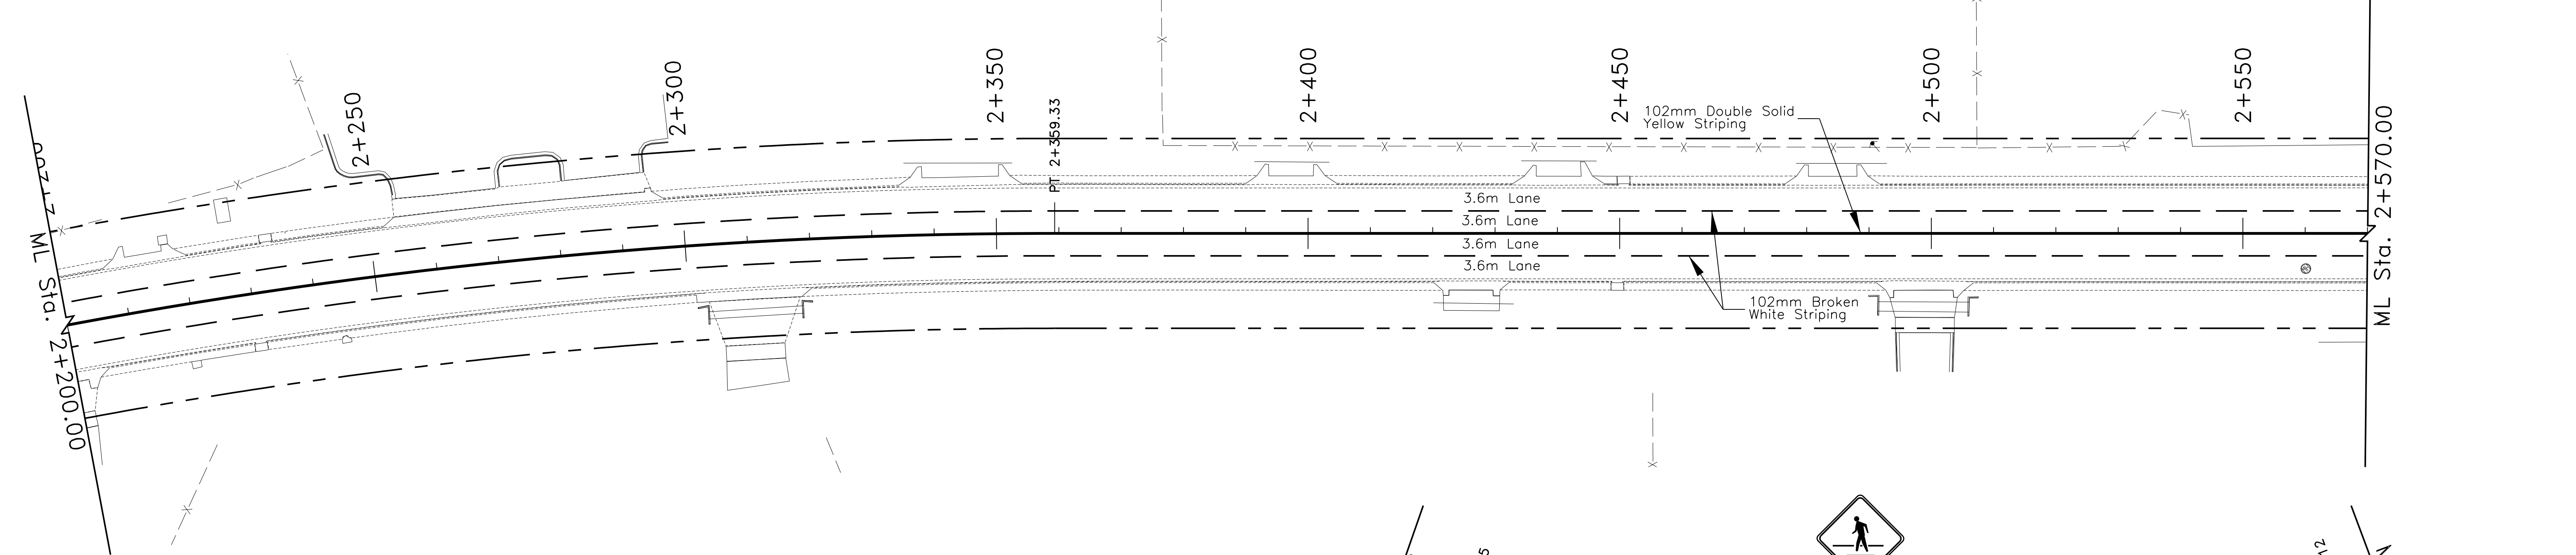 2+250
2+300
2+350
PT 2+359.33
2+400
2+450
2+500
2+550
102mm Double Solid
Yellow Striping
3.6m Lane
3.6m Lane
3.6m Lane
3.6m Lane
102mm Broken
White Striping
ML Sta. 2+200.00
ML Sta. 2+570.00